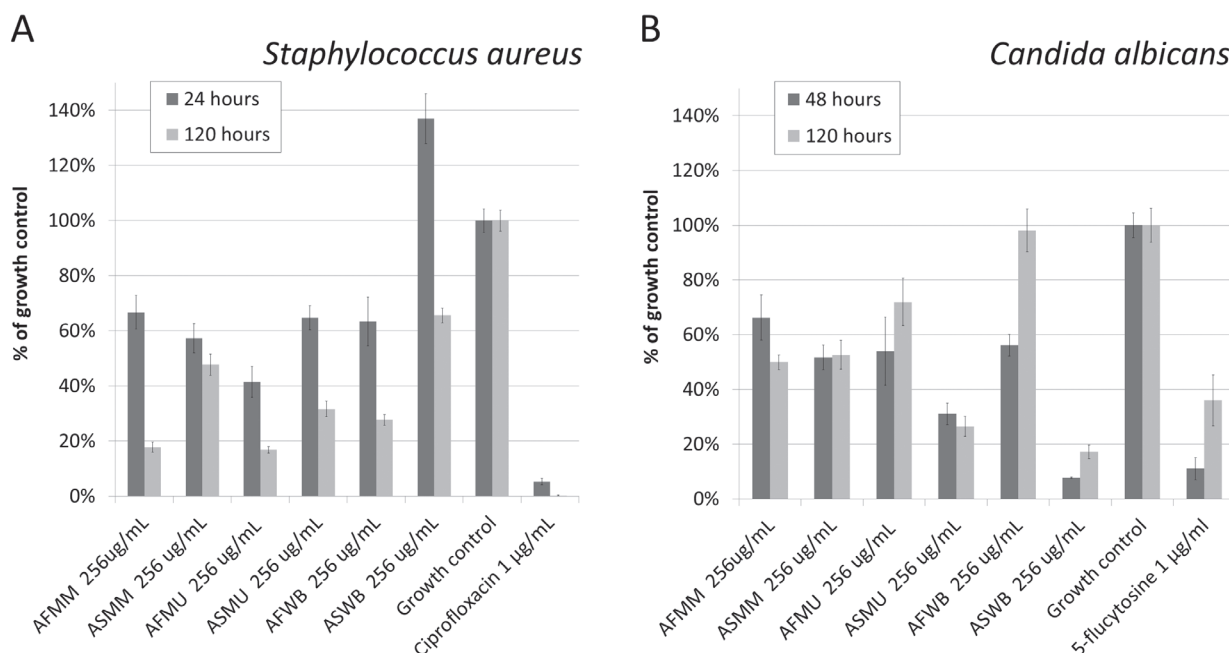 A
Staphylococcus aureus
24 hours
120 hours
% of growth control
140%
120%
100%
80%
60%
40%
20%
0%
AFMM 256ug/mL
ASMM 256 ug/mL
AFMU 256 ug/mL
ASMU 256 ug/mL
AFWB 256 ug/mL
ASWB 256 ug/mL
Growth control
Ciprofloxacin 1 µg/mL
B
Candida albicans
48 hours
120 hours
% of growth control
140%
120%
100%
80%
60%
40%
20%
0%
AFMM 256ug/mL
ASMM 256 ug/mL
AFMU 256 ug/mL
ASMU 256 ug/mL
AFWB 256 ug/mL
ASWB 256 ug/mL
Growth control
5-flucytosine 1 µg/ml